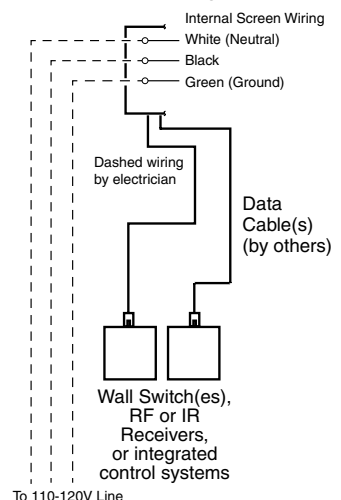 Internal Screen Wiring
White (Neutral)
Black
Green (Ground)
Dashed wiring
by electrician
Data
Cable(s)
(by others)
Wall Switch(es),
RF or IR
Receivers,
or integrated
control systems
To 110-120V Line